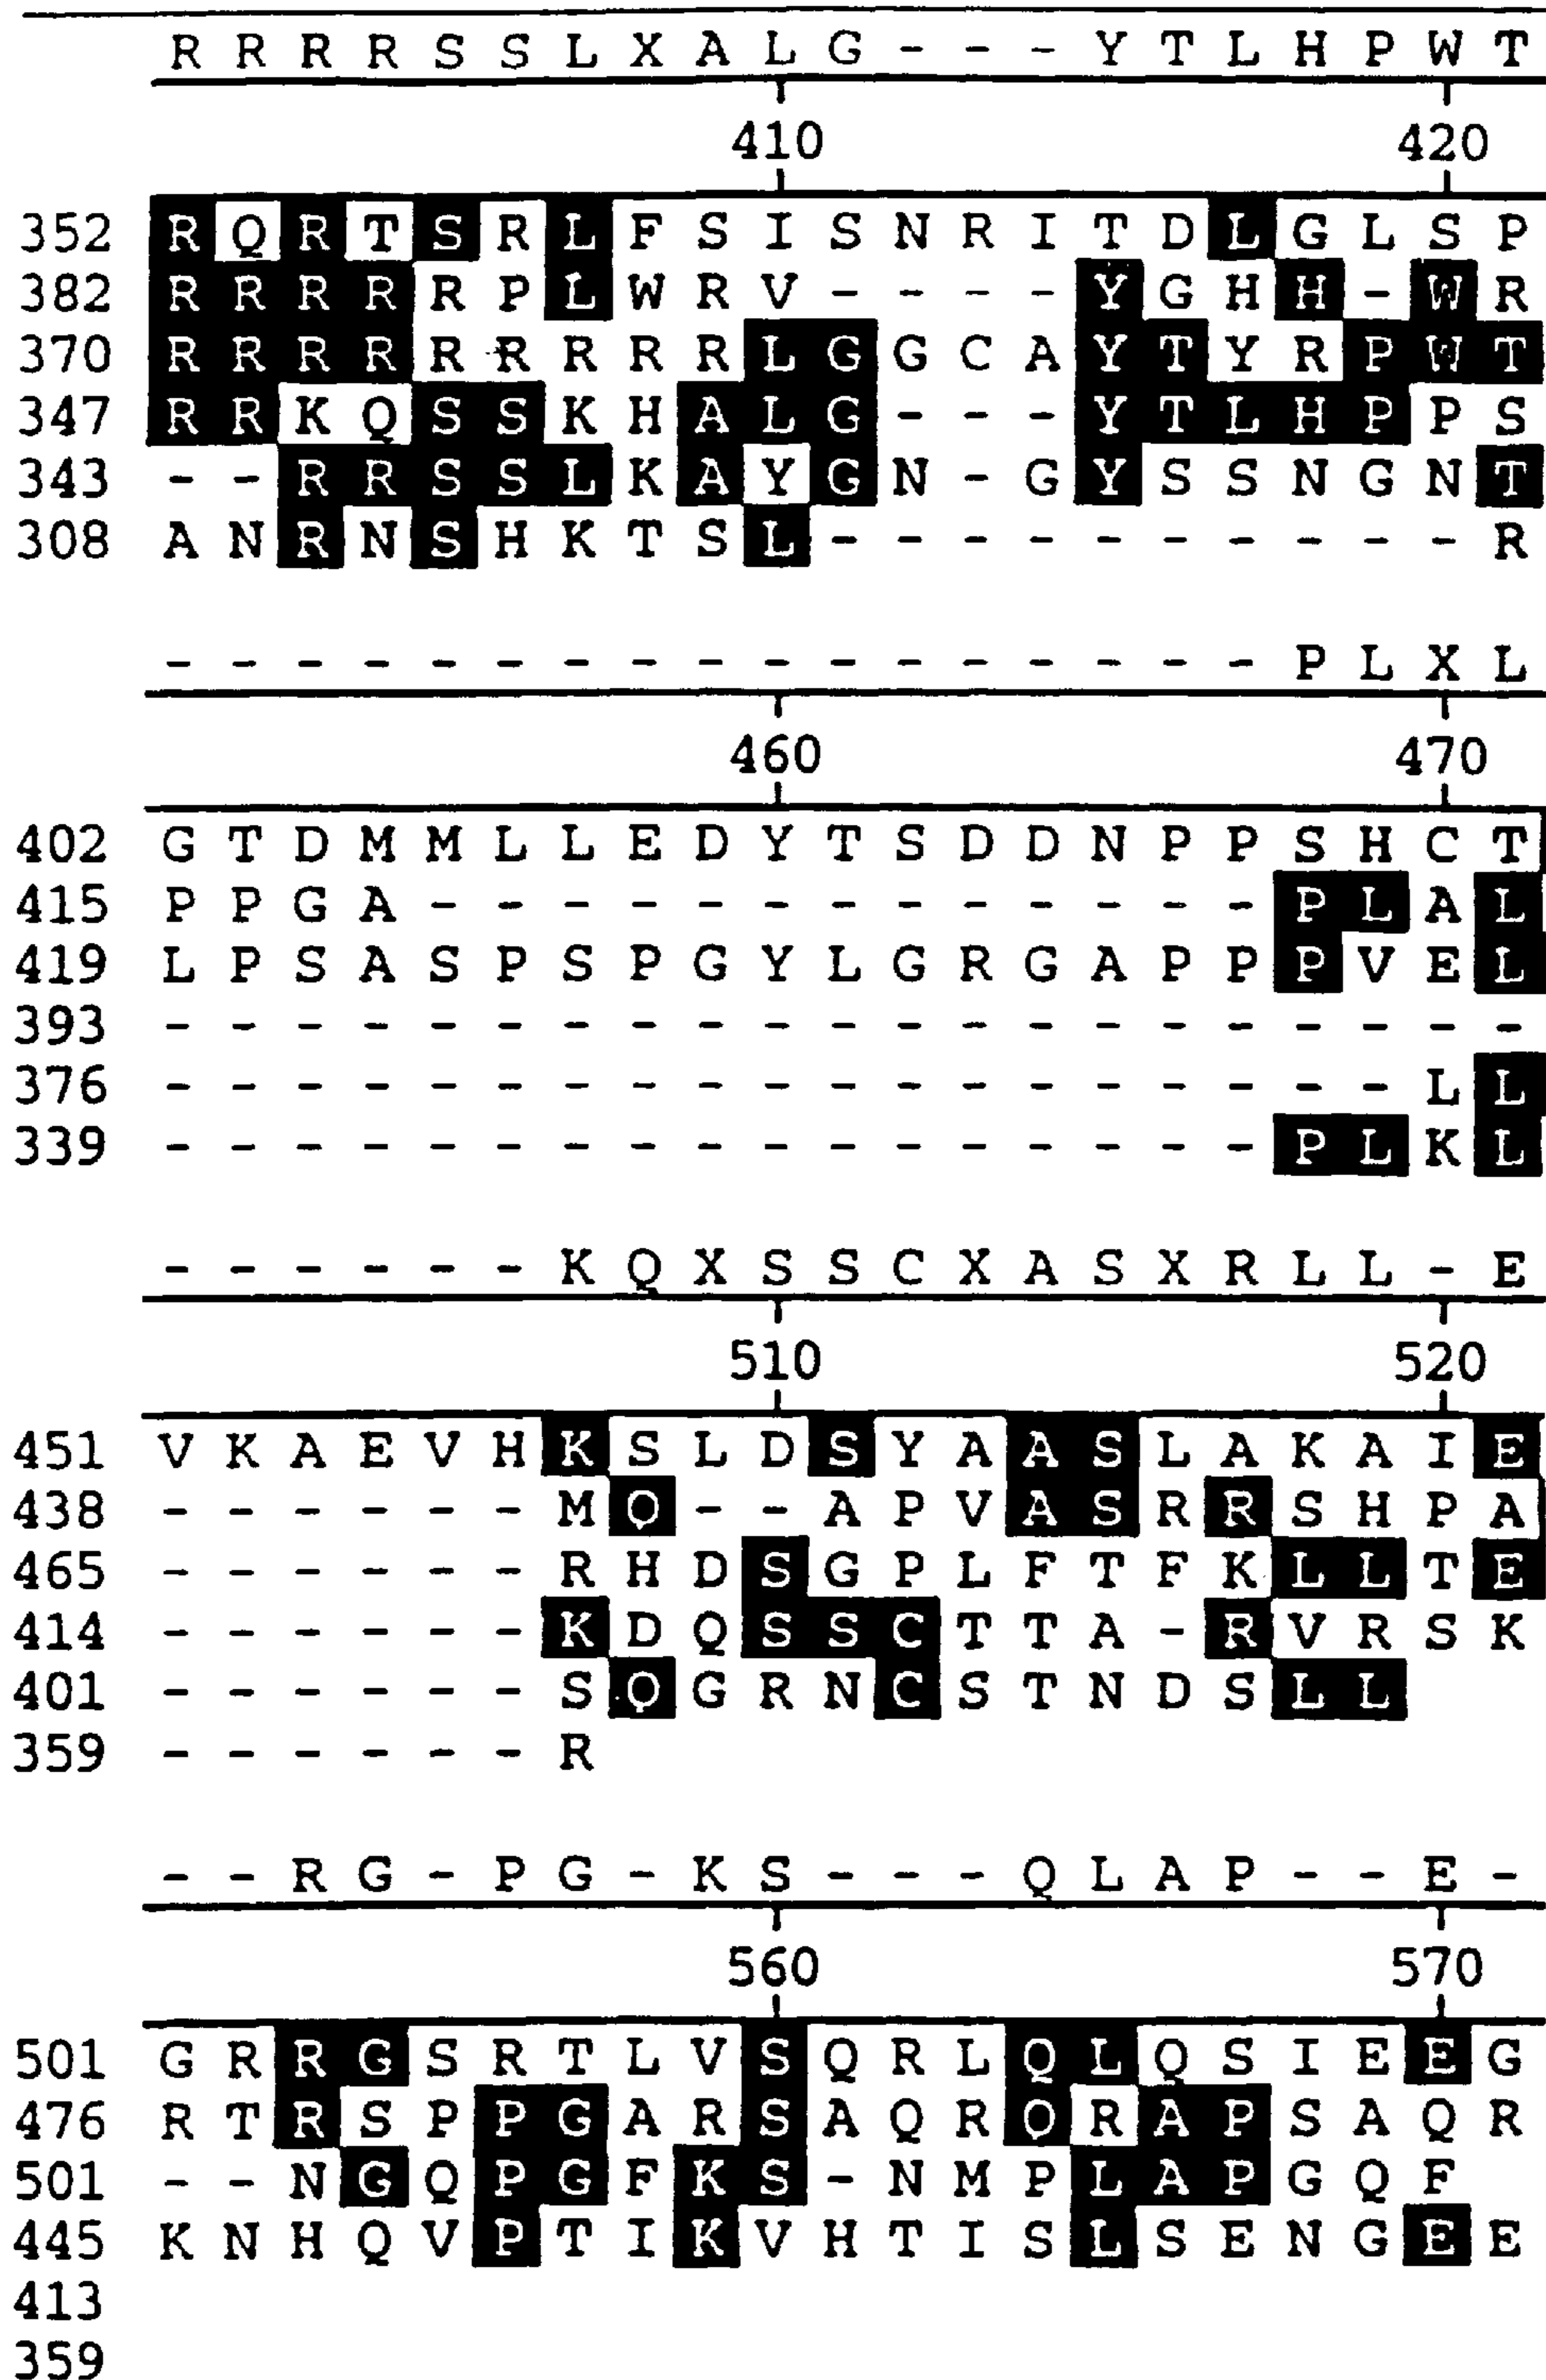 R R R R S S L X A L G - - - Y T L H P W T
410 420
352 R Q R T S R L F S I S N R I T D L G L S P
382 R R R R R P L W R V - - - - Y G H H - W R
370 R R R R R R R R R L G G C A Y T Y R P W T
347 R R K Q S S K H A L G - - - Y T L H P P S
343 - - R R S S L K A Y G N - G Y S S N G N T
308 A N R N S H K T S L - - - - - - - - - - R
- - - - - - - - - - - - - - - - - P L X L
460 470
402 G T D M M L L E D Y T S D D N P P S H C T
415 P P G A - - - - - - - - - - - - - P L A L
419 L P S A S P S P G Y L G R G A P P P V E L
393 - - - - - - - - - - - - - - - - - - - - -
376 - - - - - - - - - - - - - - - - - - - L L
339 - - - - - - - - - - - - - - - - - P L K L
- - - - - - K Q X S S C X A S X R L L - E
510 520
451 V K A E V H K S L D S Y A A S L A K A I E
438 - - - - - - M Q - - A P V A S R R S H P A
465 - - - - - - R H D S G P L F T F K L L T E
414 - - - - - - K D Q S S C T T A - R V R S K
401 - - - - - - S Q G R N C S T N D S L L
359 - - - - - - R
- - R G - P G - K S - - - Q L A P - - E -
560 570
501 G R R G S R T L V S Q R L Q L Q S I E E G
476 R T R S P P G A R S A Q R Q R A P S A Q R
501 - - N G Q P G F K S - N M P L A P G Q F
445 K N H Q V P T I K V H T I S L S E N G E E
413
359